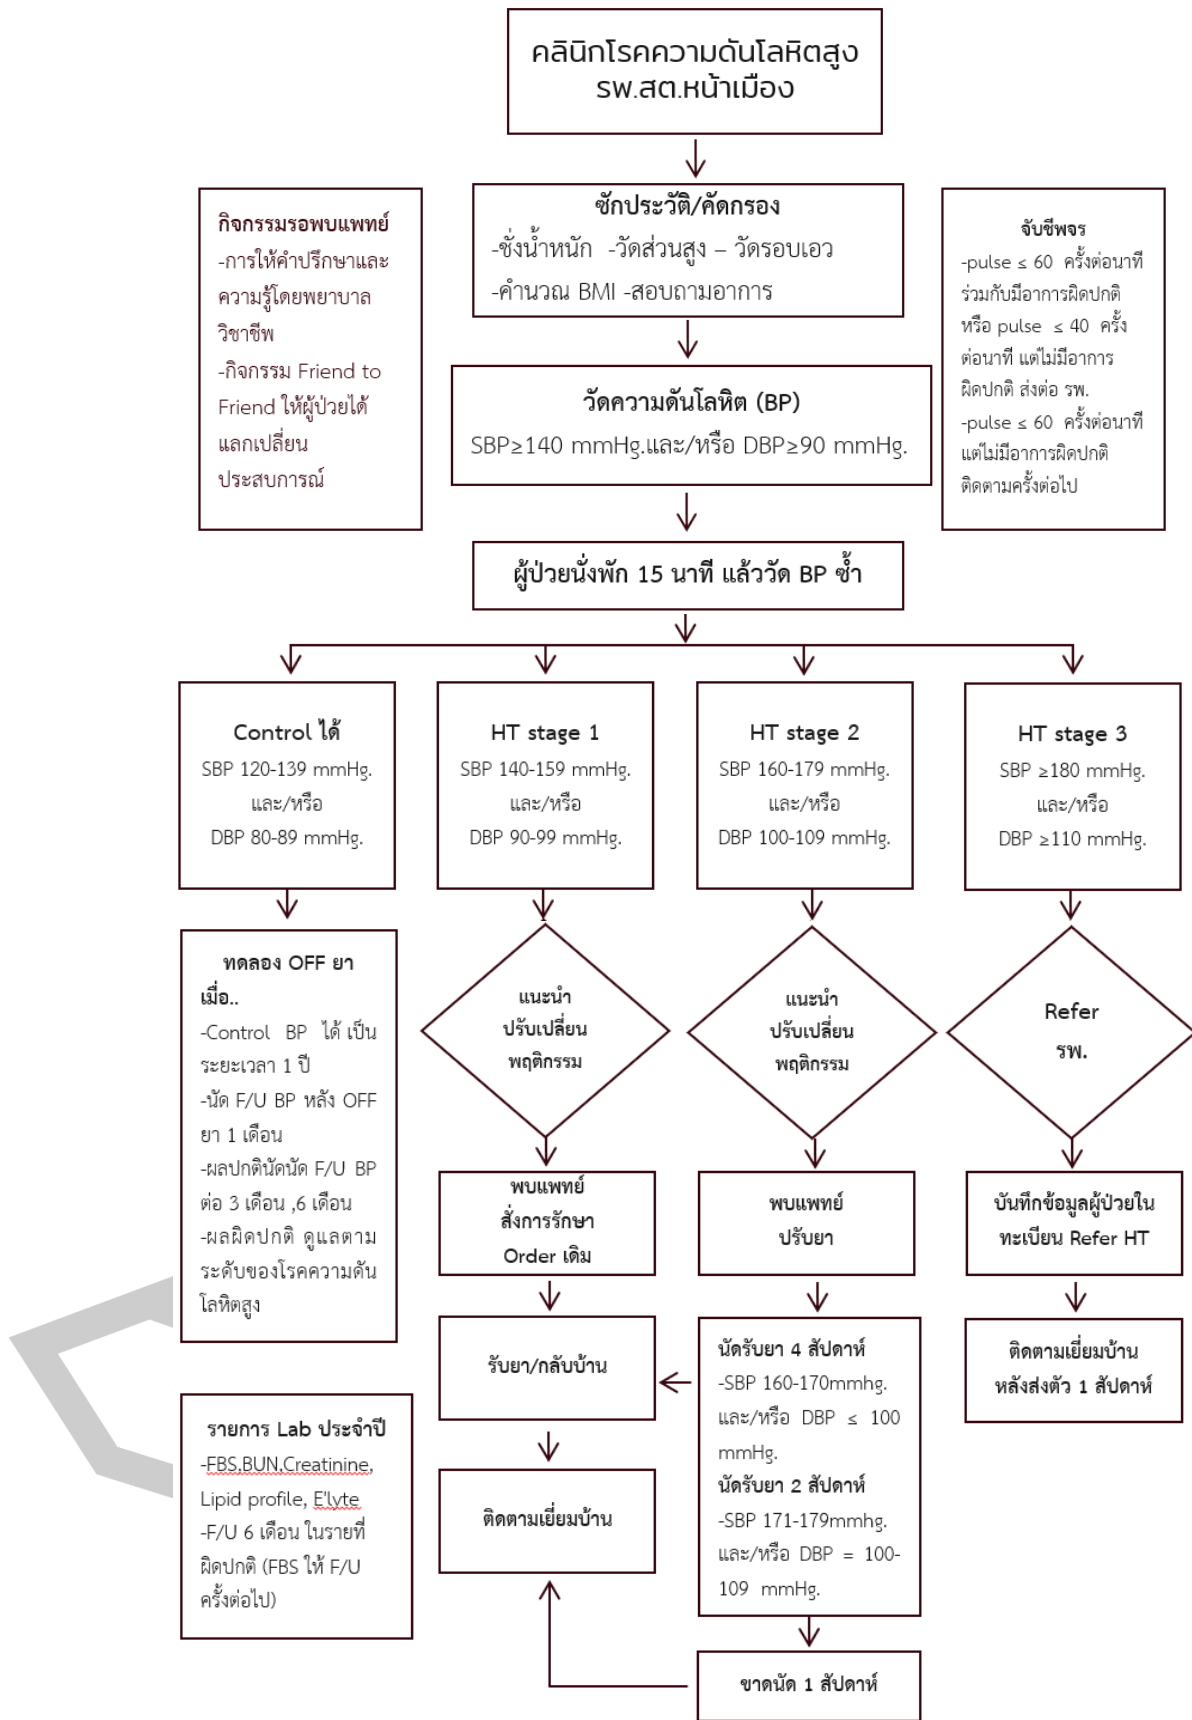 คลินิกโรคความดันโลหิตสูง
รพ.สต.หน้าเมือง
ซักประวัติ/คัดกรอง
-ชั่งน้ำหนัก -วัดส่วนสูง – วัดรอบเอว
-คำนวณ BMI -สอบถามอาการ
กิจกรรมรอพบแพทย์
-การให้คำปรึกษาและ
ความรู้โดยพยาบาล
วิชาชีพ
-กิจกรรม Friend to
Friend ให้ผู้ป่วยได้
แลกเปลี่ยน
ประสบการณ์
จับชีพจร
-pulse ≤ 60 ครั้งต่อนาที
ร่วมกับมีอาการผิดปกติ
หรือ pulse ≤ 40 ครั้ง
ต่อนาที แต่ไม่มีอาการ
ผิดปกติ ส่งต่อ รพ.
-pulse ≤ 60 ครั้งต่อนาที
แต่ไม่มีอาการผิดปกติ
ติดตามครั้งต่อไป
วัดความดันโลหิต (BP)
SBP≥140 mmHg.และ/หรือ DBP≥90 mmHg.
ผู้ป่วยนั่งพัก 15 นาที แล้ววัด BP ซ้ำ
Control ได้
SBP 120-139 mmHg.
และ/หรือ
DBP 80-89 mmHg.
HT stage 1
SBP 140-159 mmHg.
และ/หรือ
DBP 90-99 mmHg.
HT stage 2
SBP 160-179 mmHg.
และ/หรือ
DBP 100-109 mmHg.
HT stage 3
SBP ≥180 mmHg.
และ/หรือ
DBP ≥110 mmHg.
ทดลอง OFF ยา
เมื่อ..
-Control BP ได้ เป็น
ระยะเวลา 1 ปี
-นัด F/U BP หลัง OFF
ยา 1 เดือน
-ผลปกตินัดนัด F/U BP
ต่อ 3 เดือน ,6 เดือน
-ผลผิดปกติ ดูแลตาม
ระดับของโรคความดัน
โลหิตสูง
แนะนำ
ปรับเปลี่ยน
พฤติกรรม
แนะนำ
ปรับเปลี่ยน
พฤติกรรม
Refer
รพ.
พบแพทย์
สั่งการรักษา
Order เดิม
พบแพทย์
ปรับยา
บันทึกข้อมูลผู้ป่วยใน
ทะเบียน Refer HT
รับยา/กลับบ้าน
นัดรับยา 4 สัปดาห์
-SBP 160-170mmhg.
และ/หรือ DBP ≤ 100
mmHg.
นัดรับยา 2 สัปดาห์
-SBP 171-179mmhg.
และ/หรือ DBP = 100-
109 mmHg.
ติดตามเยี่ยมบ้าน
หลังส่งตัว 1 สัปดาห์
รายการ Lab ประจำปี
-FBS,BUN,Creatinine,
Lipid profile, E'lyte
-F/U 6 เดือน ในรายที่
ผิดปกติ (FBS ให้ F/U
ครั้งต่อไป)
ติดตามเยี่ยมบ้าน
ขาดนัด 1 สัปดาห์